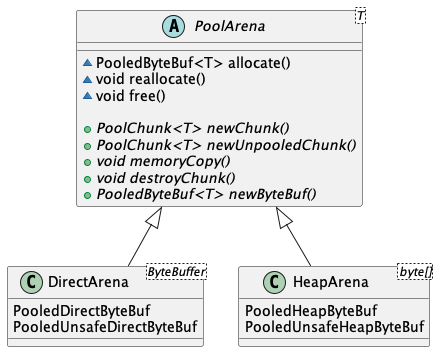 A PoolArena T
PooledByteBuf<T> allocate()
void reallocate()
void free()
PoolChunk<T> newChunk()
PoolChunk<T> newUnpooledChunk()
void memoryCopy()
void destroyChunk()
PooledByteBuf<T> newByteBuf()
C DirectArena ByteBuffer
PooledDirectByteBuf
PooledUnsafeDirectByteBuf
C HeapArena byte[]
PooledHeapByteBuf
PooledUnsafeHeapByteBuf